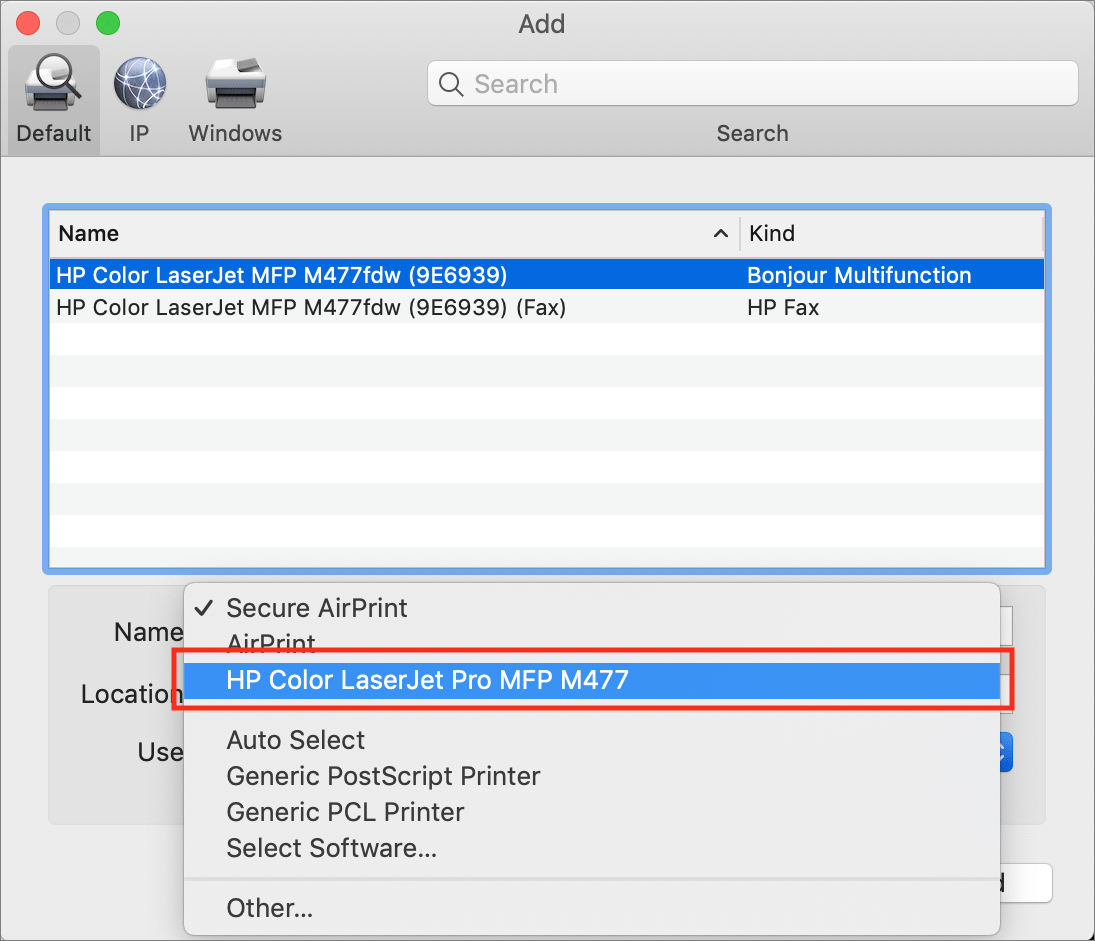 Add
Default
IP
Windows
Search
Search
Name
Kind
HP Color LaserJet MFP M477fdw (9E6939)
Bonjour Multifunction
HP Color LaserJet MFP M477fdw (9E6939) (Fax)
HP Fax
Name
Location
Use
✓ Secure AirPrint
AirPrint
HP Color LaserJet Pro MFP M477
Auto Select
Generic PostScript Printer
Generic PCL Printer
Select Software...
Other...